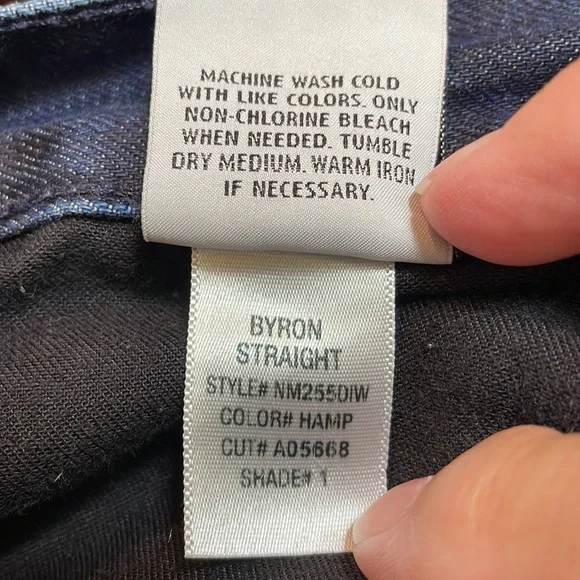 MACHINE WASH COLD
WITH LIKE COLORS. ONLY
NON-CHLORINE BLEACH
WHEN NEEDED. TUMBLE
DRY MEDIUM. WARM IRON
IF NECESSARY.
BYRON
STRAIGHT
STYLE# NM255DIW
COLOR# HAMP
CUT# A05668
SHADE# 1